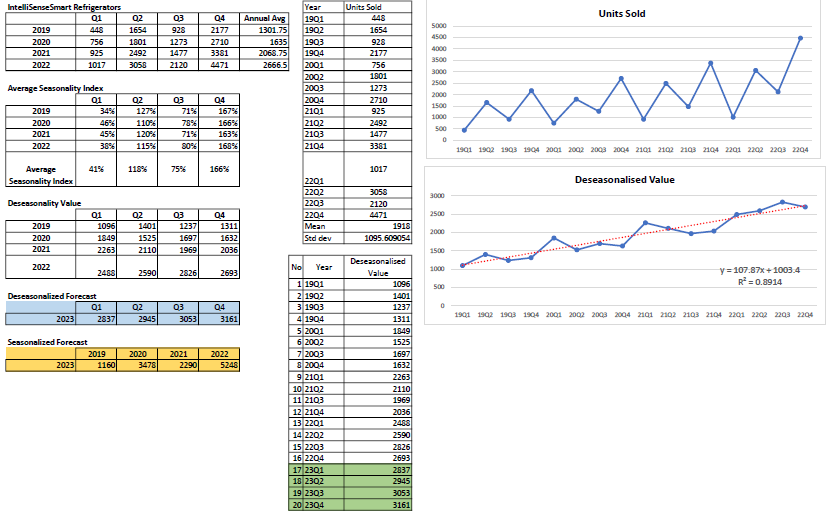 IntelliSenseSmart Refrigerators
Q1 Q2 Q3 Q4 Annual Avg
2019 448 1654 928 2177 1301.75
2020 756 1801 1273 2710 1635
2021 925 2492 1477 3381 2068.75
2022 1017 3058 2120 4471 2666.5
Average Seasonality Index
Q1 Q2 Q3 Q4
2019 34% 127% 71% 167%
2020 46% 110% 78% 166%
2021 45% 120% 71% 163%
2022 38% 115% 80% 168%
Average Seasonality Index 41% 118% 75% 166%
Deseasonality Value
Q1 Q2 Q3 Q4
2019 1096 1401 1237 1311
2020 1849 1525 1697 1632
2021 2263 2110 1969 2036
2022 2488 2590 2826 2693
Deseasonalized Forecast
Q1 Q2 Q3 Q4
2023 2837 2945 3053 3161
Seasonalized Forecast
2019 2020 2021 2022
2023 1160 3478 2290 5248
Year Units Sold
19Q1 448
19Q2 1654
19Q3 928
19Q4 2177
20Q1 756
20Q2 1801
20Q3 1273
20Q4 2710
21Q1 925
21Q2 2492
21Q3 1477
21Q4 3381
22Q1 1017
22Q2 3058
22Q3 2120
22Q4 4471
Mean 1918
Std dev 1095.609054
No Year Deseasonalised Value
1 19Q1 1096
2 19Q2 1401
3 19Q3 1237
4 19Q4 1311
5 20Q1 1849
6 20Q2 1525
7 20Q3 1697
8 20Q4 1632
9 21Q1 2263
10 21Q2 2110
11 21Q3 1969
12 21Q4 2036
13 22Q1 2488
14 22Q2 2590
15 22Q3 2826
16 22Q4 2693
17 23Q1 2837
18 23Q2 2945
19 23Q3 3053
20 23Q4 3161
Units Sold
5000
4500
4000
3500
3000
2500
2000
1500
1000
500
0
19Q1 19Q2 19Q3 19Q4 20Q1 20Q2 20Q3 20Q4 21Q1 21Q2 21Q3 21Q4 22Q1 22Q2 22Q3 22Q4
Deseasonalised Value
3000
2500
2000
1500
1000
500
0
y = 107.87x + 1003.4
R² = 0.8914
19Q1 19Q2 19Q3 19Q4 20Q1 20Q2 20Q3 20Q4 21Q1 21Q2 21Q3 21Q4 22Q1 22Q2 22Q3 22Q4